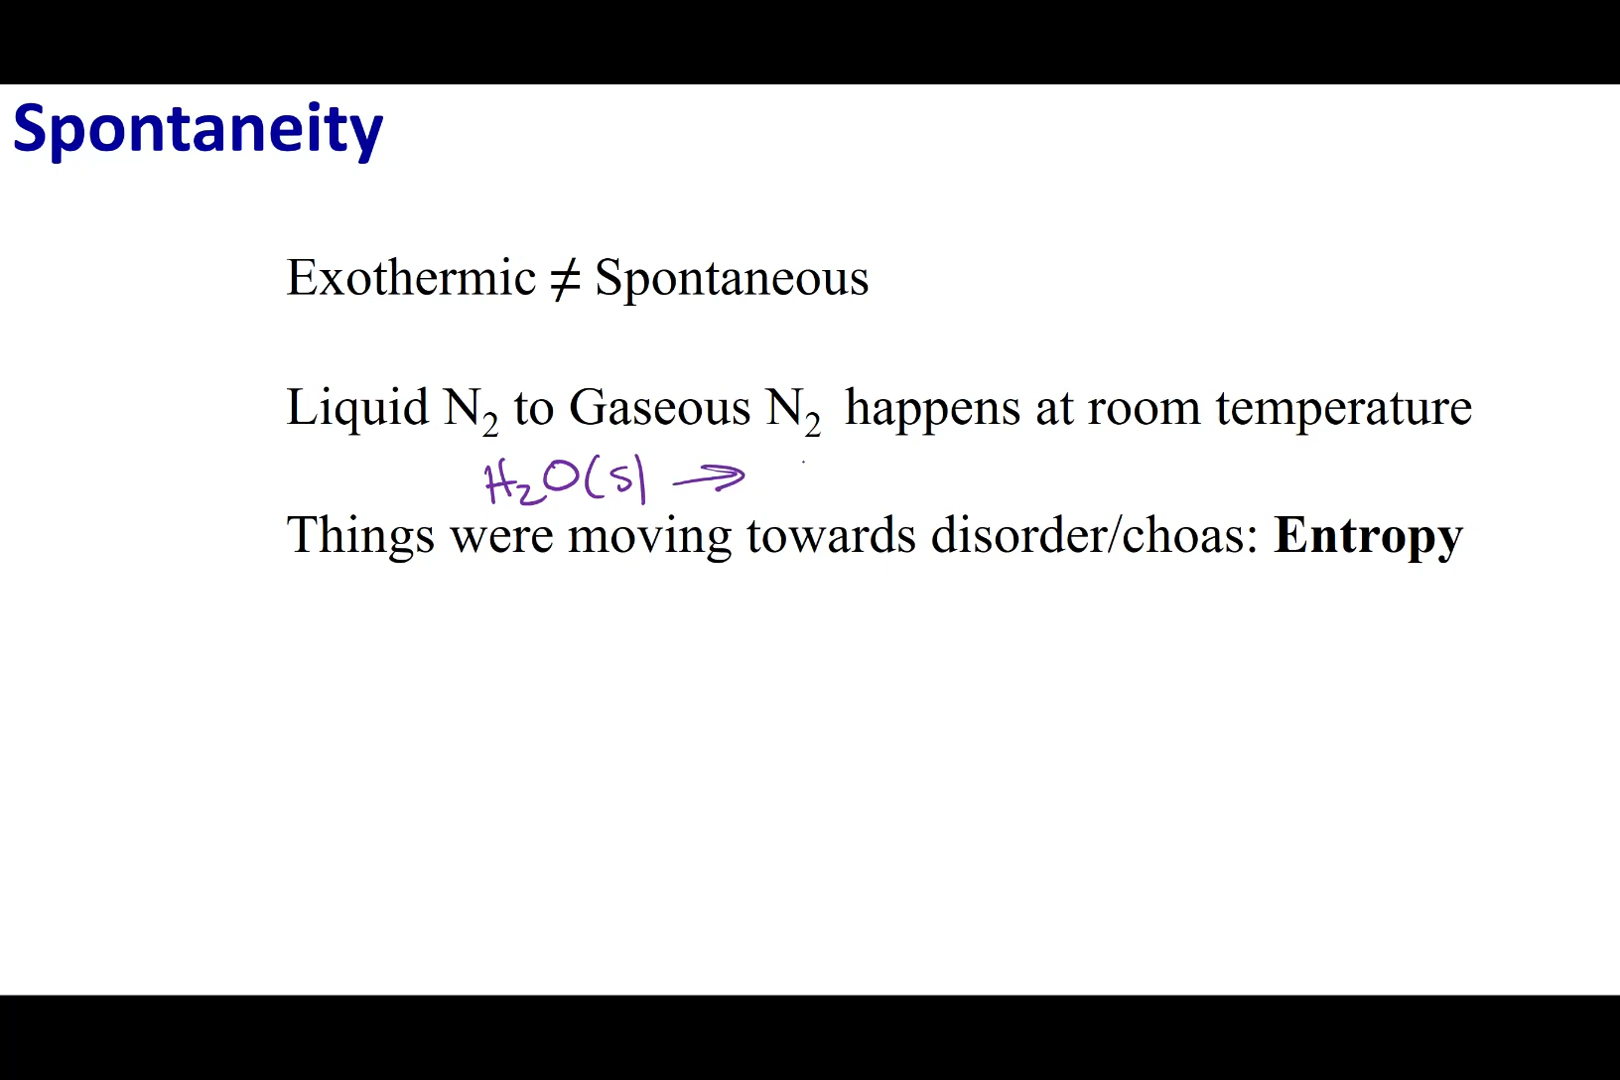 Spontaneity
Exothermic ≠ Spontaneous
Liquid N₂ to Gaseous N₂ happens at room temperature
H₂O(s) →
Things were moving towards disorder/choas: Entropy